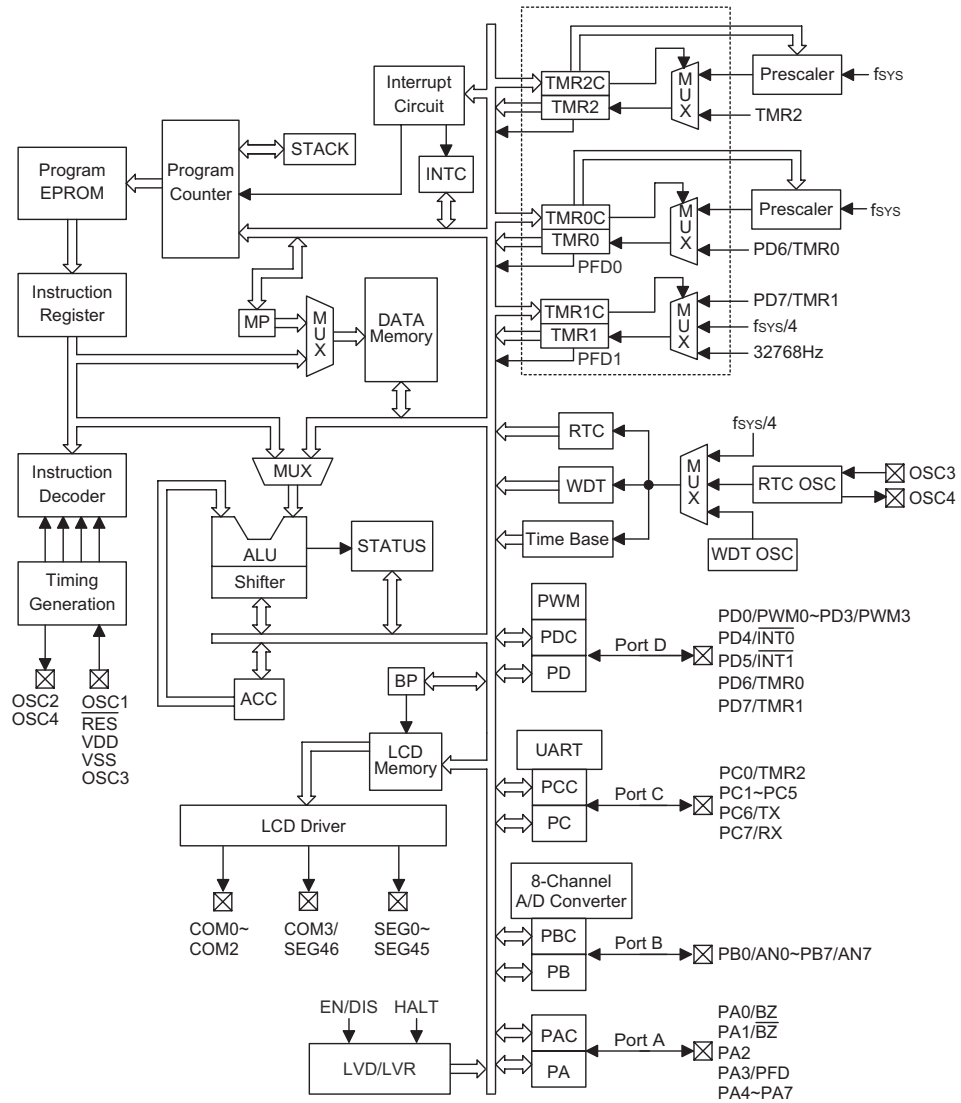 Interrupt
Circuit
STACK
Program
EPROM
Program
Counter
INTC
Instruction
Register
MP
MUX
DATA
Memory
Instruction
Decoder
MUX
ALU
Shifter
STATUS
Timing
Generation
OSC2
OSC4
OSC1
RES
VDD
VSS
OSC3
ACC
BP
LCD
Memory
LCD Driver
COM0~
COM2
COM3/
SEG46
SEG0~
SEG45
EN/DIS
HALT
LVD/LVR
TMR2C
TMR2
MUX
Prescaler
fSYS
TMR2
TMR0C
TMR0
PFD0
MUX
Prescaler
fSYS
PD6/TMR0
TMR1C
TMR1
PFD1
MUX
PD7/TMR1
fSYS/4
32768Hz
RTC
WDT
Time Base
MUX
fSYS/4
RTC OSC
OSC3
OSC4
WDT OSC
PWM
PDC
PD
Port D
PD0/PWM0~PD3/PWM3
PD4/INT0
PD5/INT1
PD6/TMR0
PD7/TMR1
UART
PCC
PC
Port C
PC0/TMR2
PC1~PC5
PC6/TX
PC7/RX
8-Channel
A/D Converter
PBC
PB
Port B
PB0/AN0~PB7/AN7
PAC
PA
Port A
PA0/BZ
PA1/BZ
PA2
PA3/PFD
PA4~PA7